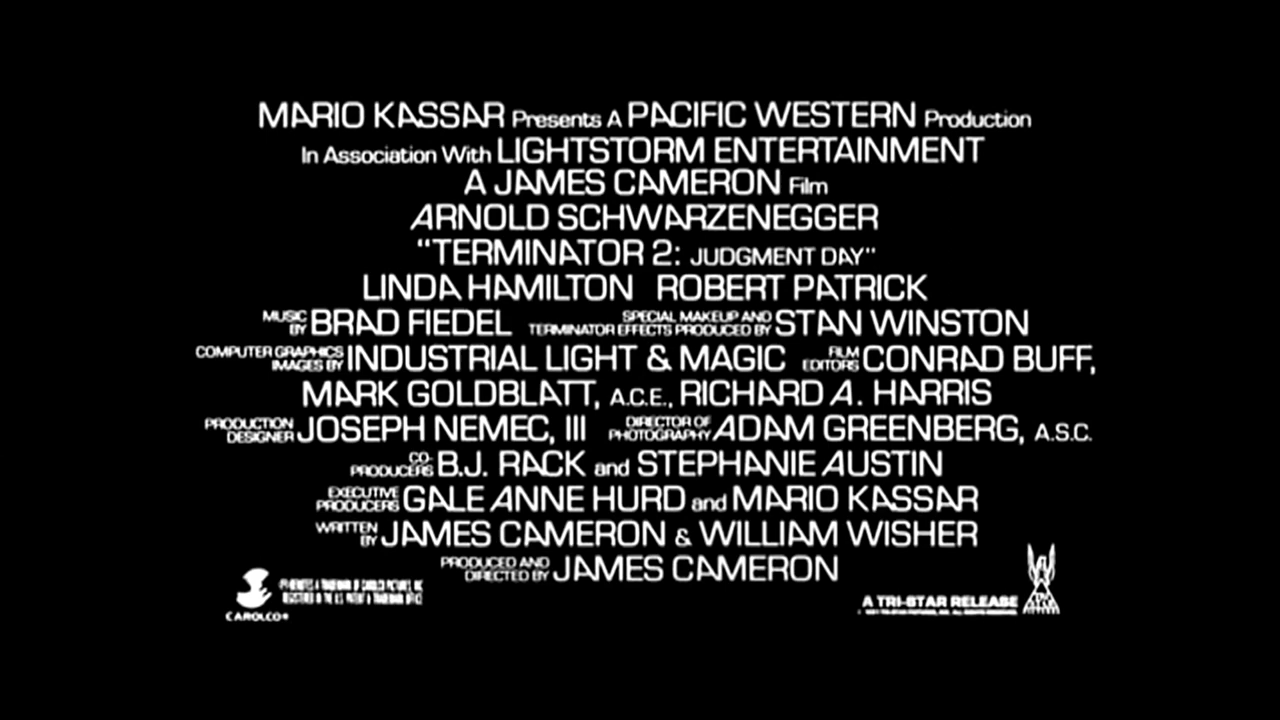 MARIO KASSAR Presents A PACIFIC WESTERN Production
In Association With LIGHTSTORM ENTERTAINMENT
A JAMES CAMERON Film
ARNOLD SCHWARZENEGGER
“TERMINATOR 2: JUDGMENT DAY”
LINDA HAMILTON ROBERT PATRICK
MUSIC BY BRAD FIEDEL SPECIAL MAKEUP AND TERMINATOR EFFECTS PRODUCED BY STAN WINSTON
COMPUTER GRAPHICS IMAGES BY INDUSTRIAL LIGHT & MAGIC FILM EDITORS CONRAD BUFF,
MARK GOLDBLATT, A.C.E., RICHARD A. HARRIS
PRODUCTION DESIGNER JOSEPH NEMEC, III DIRECTOR OF PHOTOGRAPHY ADAM GREENBERG, A.S.C.
CO-PRODUCERS B.J. RACK and STEPHANIE AUSTIN
EXECUTIVE PRODUCERS GALE ANNE HURD and MARIO KASSAR
WRITTEN BY JAMES CAMERON & WILLIAM WISHER
PRODUCED AND DIRECTED BY JAMES CAMERON
CAROLCO
A TRI-STAR RELEASE